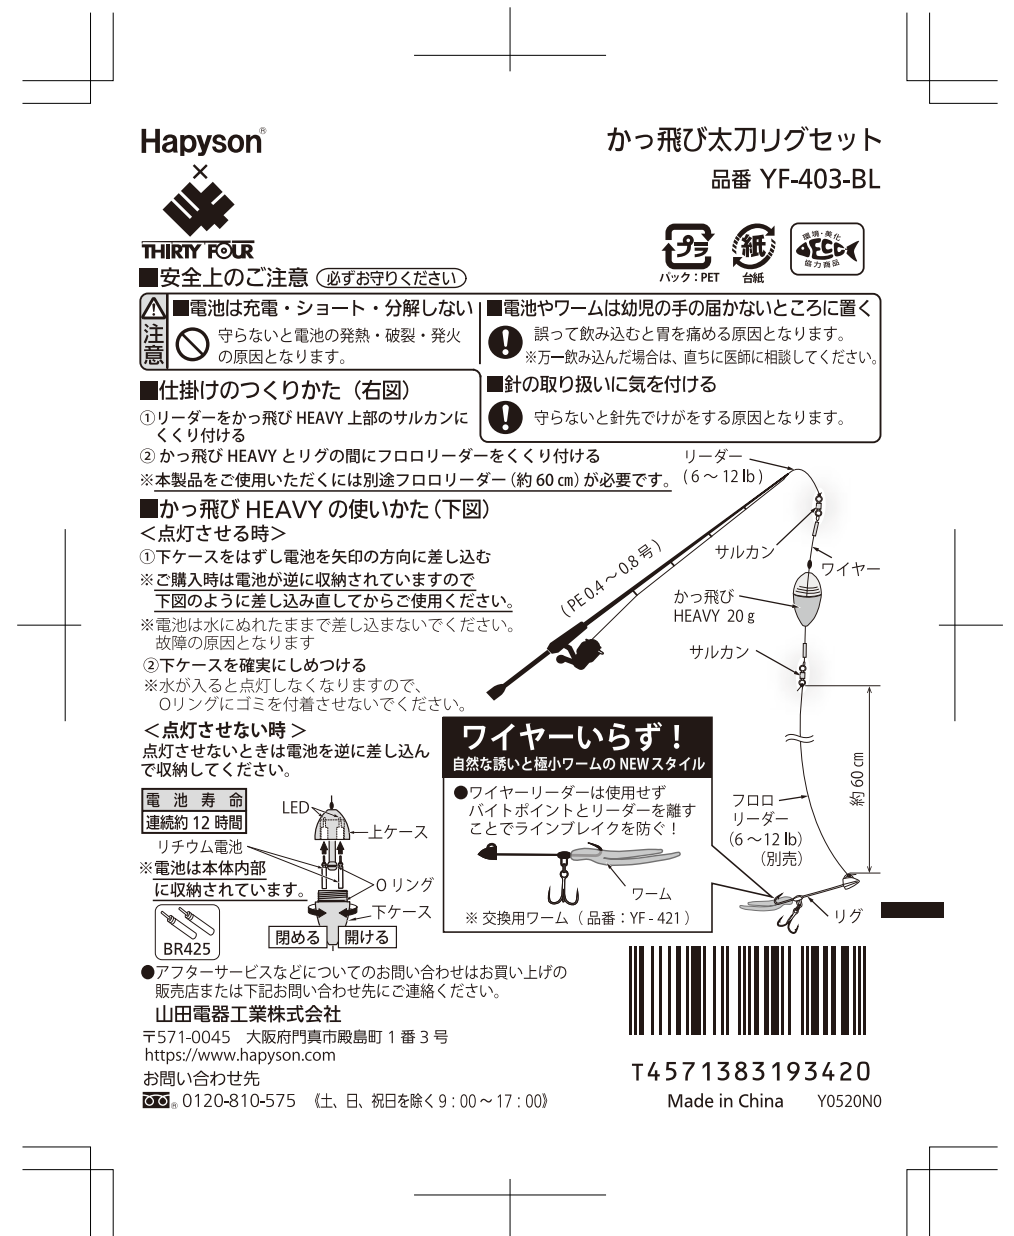 Hapyson®
×
THIRTY FOUR
かっ飛び太刀リグセット
品番 YF-403-BL
プラ
パック：PET
紙
台紙
環境・美化
ECC
協力商品
■安全上のご注意 (必ずお守りください)
注意
■電池は充電・ショート・分解しない
守らないと電池の発熱・破裂・発火
の原因となります。
■電池やワームは幼児の手の届かないところに置く
誤って飲み込むと胃を痛める原因となります。
※万一飲み込んだ場合は、直ちに医師に相談してください。
■針の取り扱いに気を付ける
守らないと針先でけがをする原因となります。
■仕掛けのつくりかた（右図）
①リーダーをかっ飛び HEAVY 上部のサルカンに
くくり付ける
② かっ飛び HEAVY とリグの間にフロロリーダーをくくり付ける
※本製品をご使用いただくには別途フロロリーダー（約 60 ㎝）が必要です。
■かっ飛び HEAVY の使いかた（下図）
＜点灯させる時＞
①下ケースをはずし電池を矢印の方向に差し込む
※ご購入時は電池が逆に収納されていますので
下図のように差し込み直してからご使用ください。
※電池は水にぬれたままで差し込まないでください。
故障の原因となります
②下ケースを確実にしめつける
※水が入ると点灯しなくなりますので、
Oリングにゴミを付着させないでください。
＜点灯させない時 ＞
点灯させないときは電池を逆に差し込ん
で収納してください。
電池寿命
連続約 12 時間
リチウム電池
※電池は本体内部
に収納されています。
BR425
LED
上ケース
O リング
下ケース
閉める
開ける
リーダー
( 6 ～ 12 lb )
サルカン
ワイヤー
( PE 0.4 ～ 0.8 号 )
かっ飛び
HEAVY 20 g
サルカン
約 60 ㎝
フロロ
リーダー
(6 ～12 lb)
(別売)
リグ
ワイヤーいらず！
自然な誘いと極小ワームの NEW スタイル
●ワイヤーリーダーは使用せず
バイトポイントとリーダーを離す
ことでラインブレイクを防ぐ！
ワーム
※ 交換用ワーム（ 品番：YF - 421 ）
●アフターサービスなどについてのお問い合わせはお買い上げの
販売店または下記お問い合わせ先にご連絡ください。
山田電器工業株式会社
〒571-0045　大阪府門真市殿島町 1 番 3 号
https://www.hapyson.com
お問い合わせ先
0120-810-575　《土、日、祝日を除く 9：00 ～ 17：00》
T4571383193420
Made in China　Y0520N0